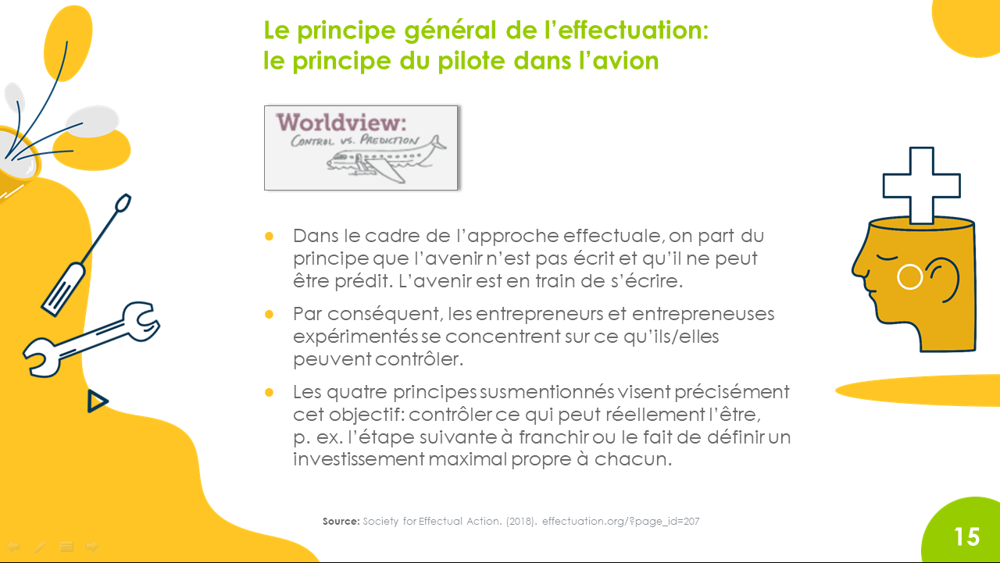 Le principe général de l’effectuation:
le principe du pilote dans l’avion
Worldview:
CONTROL VS. PREDICTION
● Dans le cadre de l’approche effectuale, on part du
principe que l’avenir n’est pas écrit et qu’il ne peut
être prédit. L’avenir est en train de s’écrire.
● Par conséquent, les entrepreneurs et entrepreneuses
expérimentés se concentrent sur ce qu’ils/elles
peuvent contrôler.
● Les quatre principes susmentionnés visent précisément
cet objectif: contrôler ce qui peut réellement l’être,
p. ex. l’étape suivante à franchir ou le fait de définir un
investissement maximal propre à chacun.
Source: Society for Effectual Action. (2018). effectuation.org/?page_id=207
15